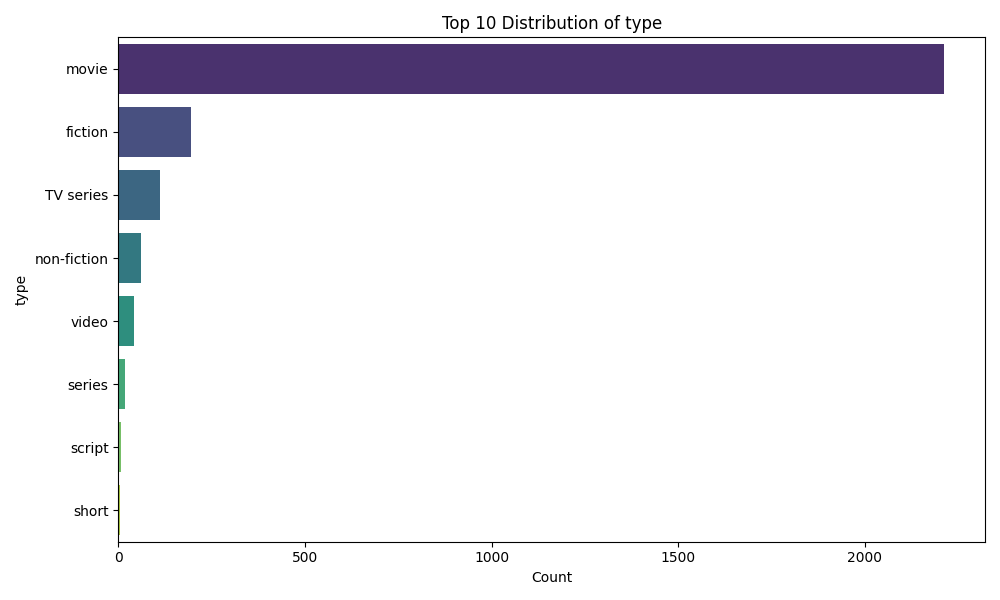 Top 10 Distribution of type
type
movie
fiction
TV series
non-fiction
video
series
script
short
0 500 1000 1500 2000
Count